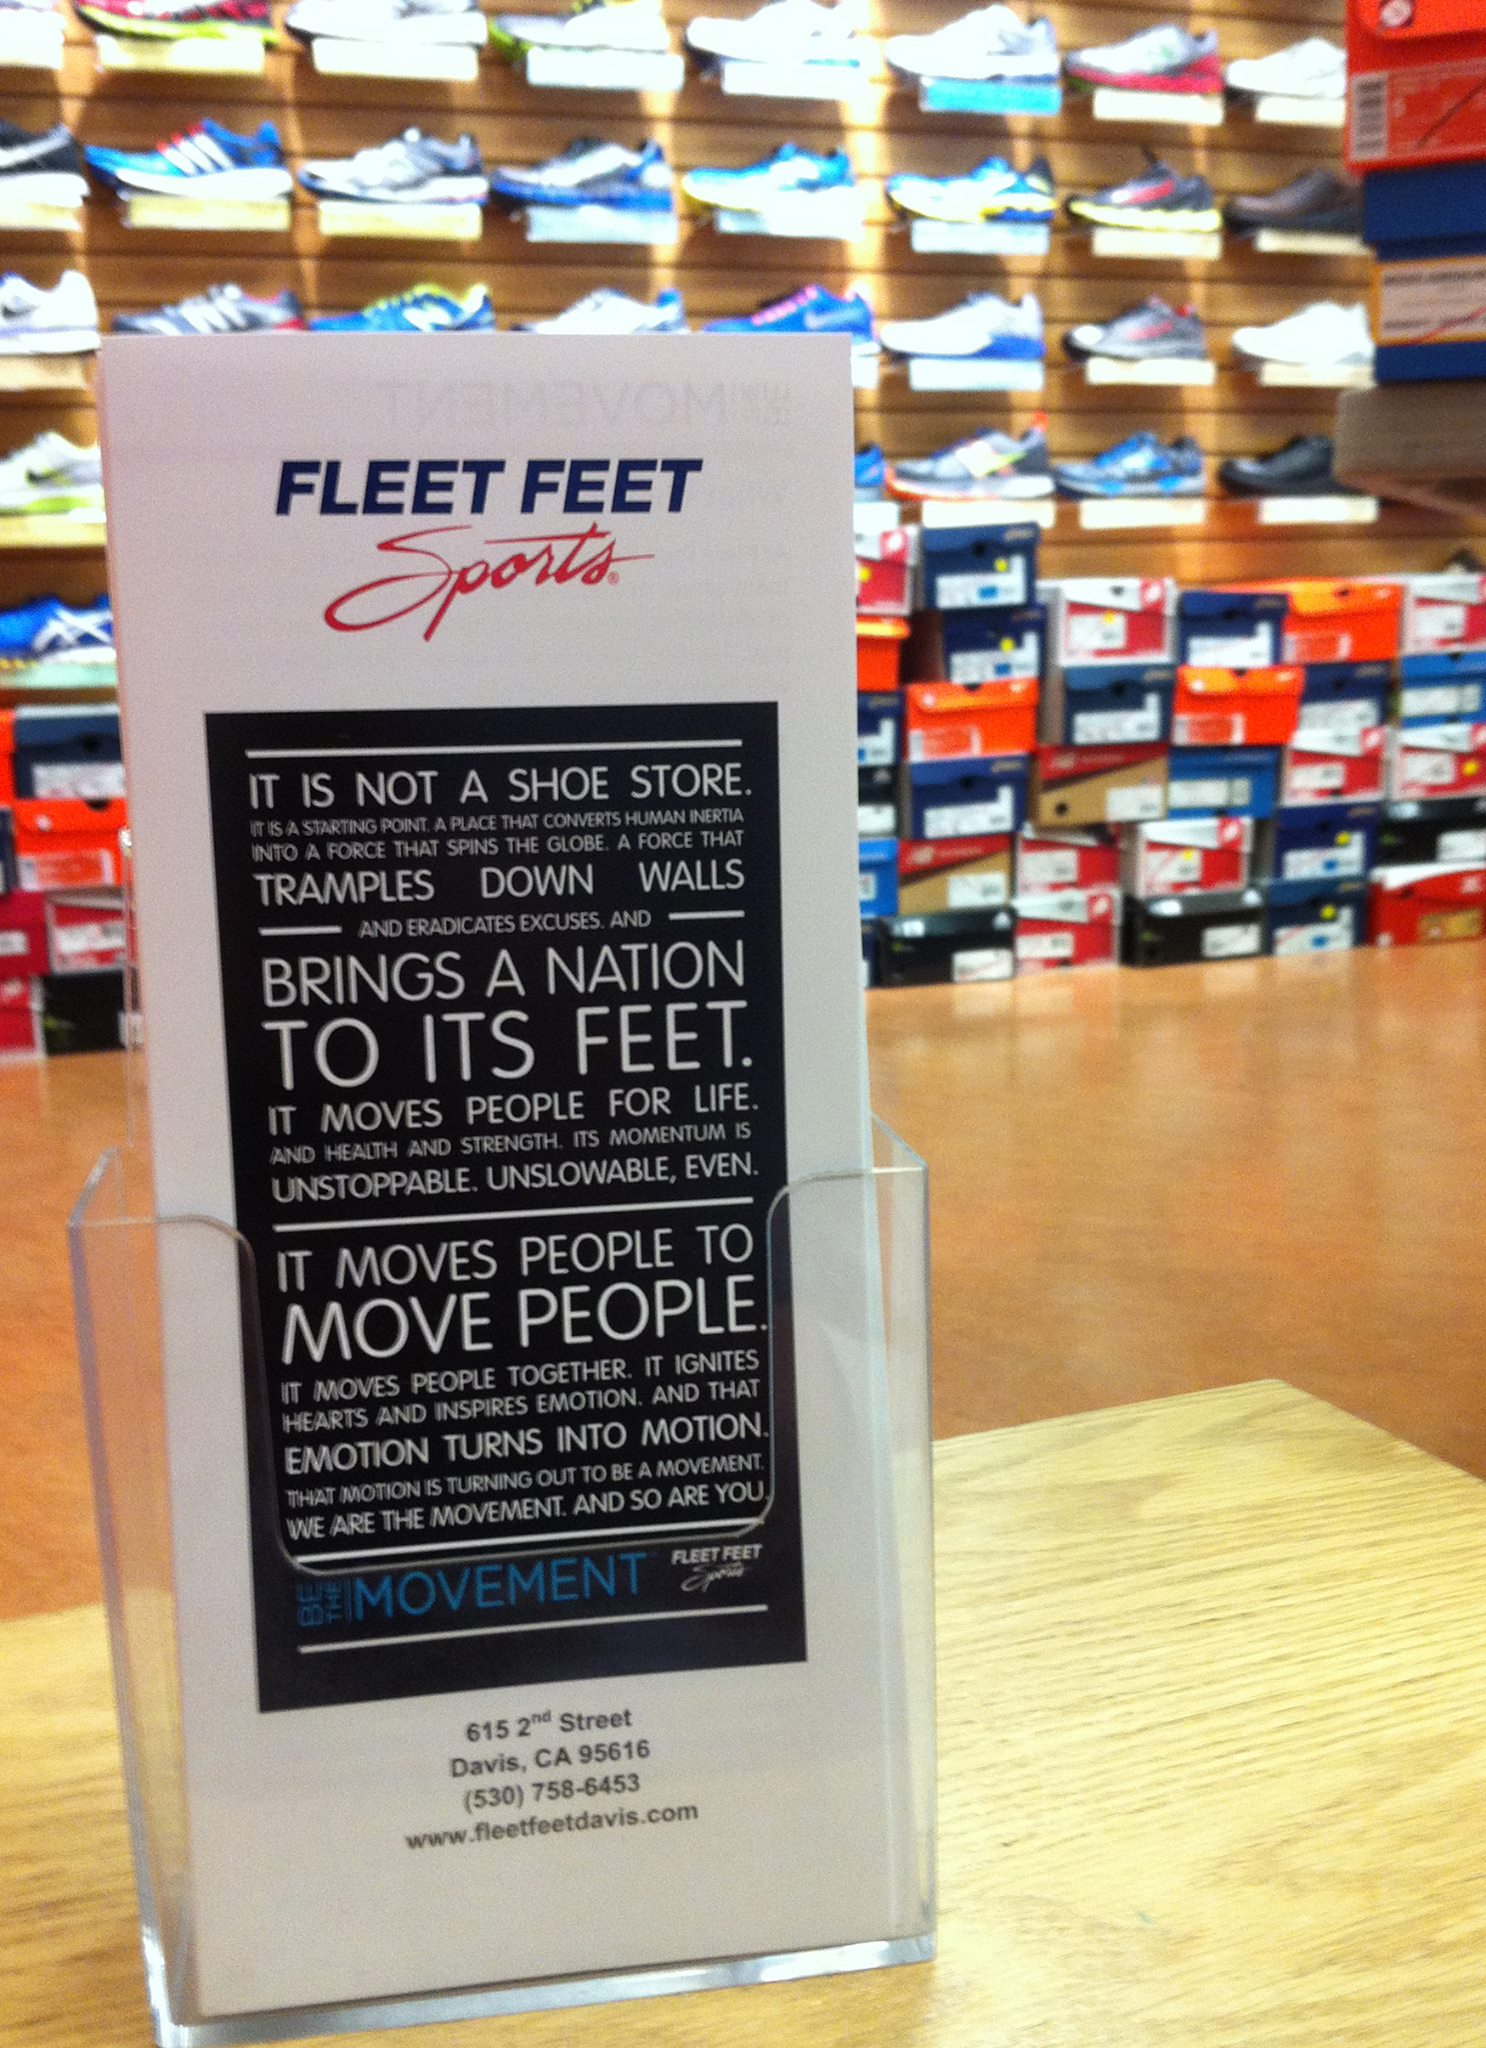 FLEET FEET
Sports®
IT IS NOT A SHOE STORE.
IT IS A STARTING POINT. A PLACE THAT CONVERTS HUMAN INERTIA
INTO A FORCE THAT SPINS THE GLOBE. A FORCE THAT
TRAMPLES DOWN WALLS
AND ERADICATES EXCUSES. AND
BRINGS A NATION
TO ITS FEET.
IT MOVES PEOPLE FOR LIFE.
AND HEALTH AND STRENGTH. ITS MOMENTUM IS
UNSTOPPABLE. UNSLOWABLE, EVEN.
IT MOVES PEOPLE TO
MOVE PEOPLE.
IT MOVES PEOPLE TOGETHER. IT IGNITES
HEARTS AND INSPIRES EMOTION. AND THAT
EMOTION TURNS INTO MOTION.
THAT MOTION IS TURNING OUT TO BE A MOVEMENT.
WE ARE THE MOVEMENT. AND SO ARE YOU.
BE THE MOVEMENT
FLEET FEET
Sports
615 2nd Street
Davis, CA 95616
(530) 758-6453
www.fleetfeetdavis.com